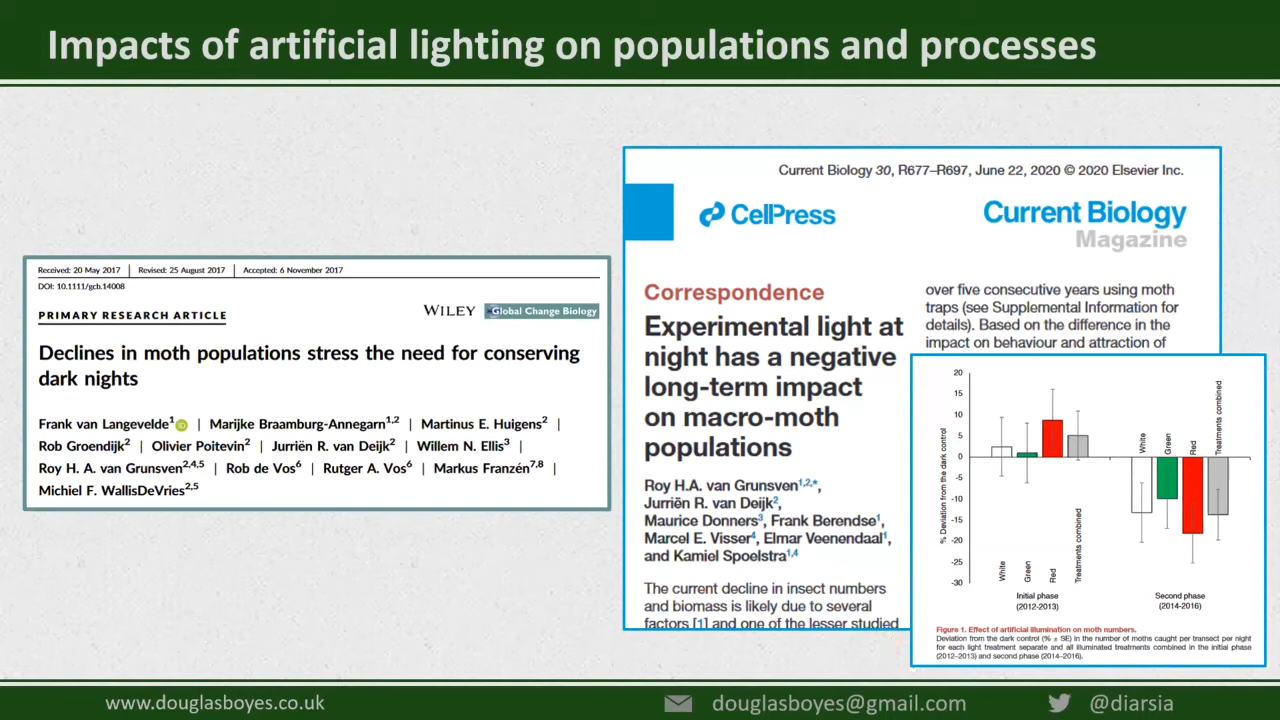 Impacts of artificial lighting on populations and processes
Received: 20 May 2017 | Revised: 25 August 2017 | Accepted: 6 November 2017
DOI: 10.1111/gcb.14008
PRIMARY RESEARCH ARTICLE
WILEY Global Change Biology
Declines in moth populations stress the need for conserving
dark nights
Frank van Langevelde1 iD | Marijke Braamburg-Annegarn1,2 | Martinus E. Huigens2 |
Rob Groendijk2 | Olivier Poitevin2 | Jurriën R. van Deijk2 | Willem N. Ellis3 |
Roy H. A. van Grunsven2,4,5 | Rob de Vos6 | Rutger A. Vos6 | Markus Franzén7,8 |
Michiel F. WallisDeVries2,5
Current Biology 30, R677–R697, June 22, 2020 © 2020 Elsevier Inc.
CellPress
Current Biology
Magazine
Correspondence
Experimental light at
night has a negative
long-term impact
on macro-moth
populations
Roy H.A. van Grunsven1,2,*,
Jurriën R. van Deijk2,
Maurice Donners3, Frank Berendse1,
Marcel E. Visser4, Elmar Veenendaal1,
and Kamiel Spoelstra1,4
The current decline in insect numbers
and biomass is likely due to several
factors [1] and one of the lesser studied
over five consecutive years using moth
traps (see Supplemental Information for
details). Based on the difference in the
impact on behaviour and attraction of
% Deviation from the dark control
20
15
10
5
0
-5
-10
-15
-20
-25
-30
White
Green
Red
Treatments combined
White
Green
Red
Treatments combined
Initial phase
(2012-2013)
Second phase
(2014-2016)
Figure 1. Effect of artificial illumination on moth numbers.
Deviation from the dark control (% ± SE) in the number of moths caught per transect per night
for each light treatment separate and all illuminated treatments combined in the initial phase
(2012–2013) and second phase (2014–2016).
www.douglasboyes.co.uk
douglasboyes@gmail.com
@diarsia